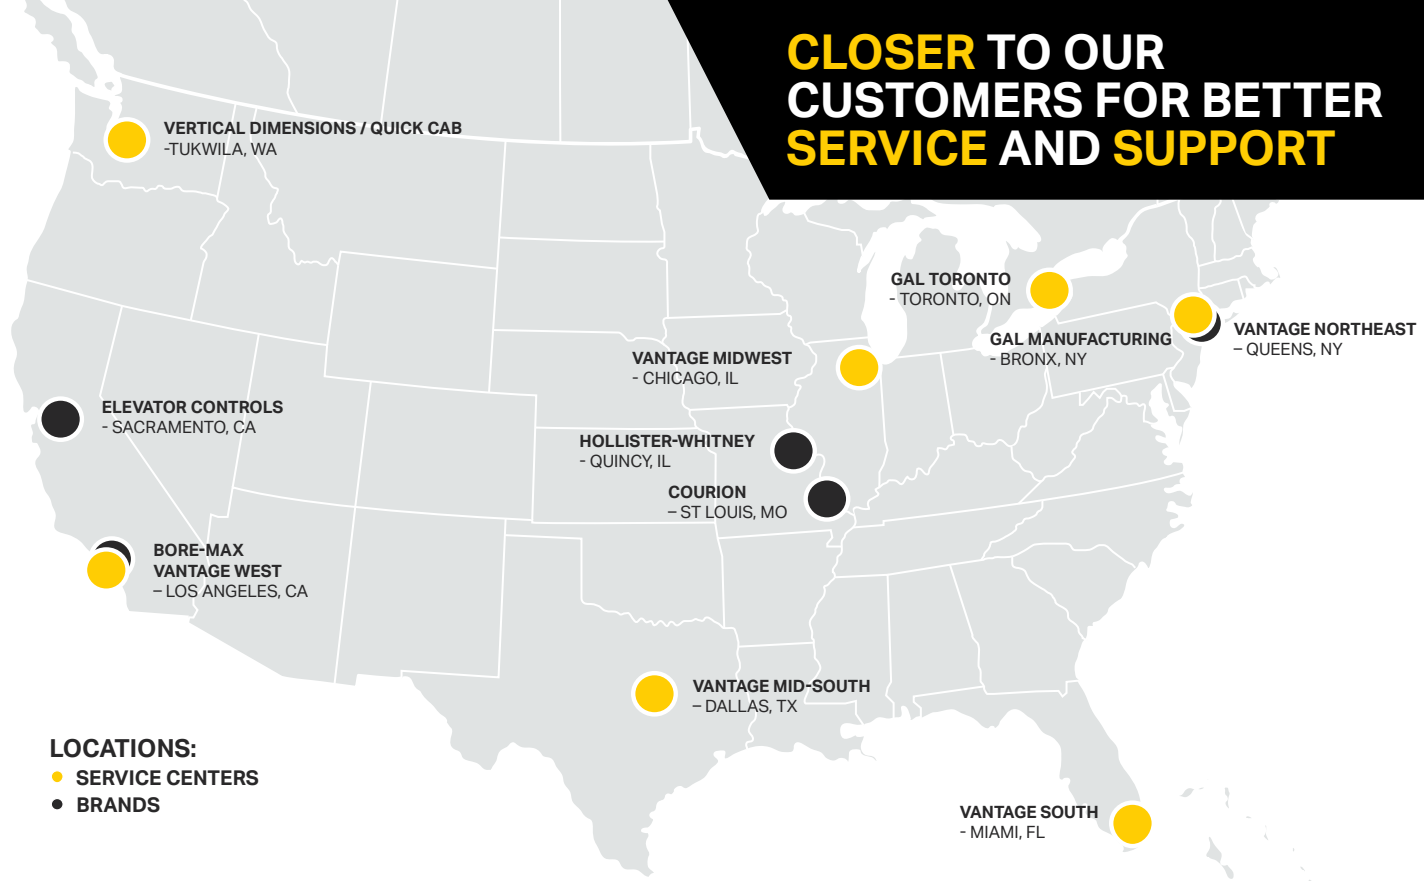 CLOSER TO OUR
CUSTOMERS FOR BETTER
SERVICE AND SUPPORT
VERTICAL DIMENSIONS / QUICK CAB
-TUKWILA, WA
GAL TORONTO
- TORONTO, ON
GAL MANUFACTURING
- BRONX, NY
VANTAGE NORTHEAST
– QUEENS, NY
VANTAGE MIDWEST
- CHICAGO, IL
ELEVATOR CONTROLS
- SACRAMENTO, CA
HOLLISTER-WHITNEY
- QUINCY, IL
COURION
– ST LOUIS, MO
BORE-MAX
VANTAGE WEST
– LOS ANGELES, CA
VANTAGE MID-SOUTH
– DALLAS, TX
LOCATIONS:
SERVICE CENTERS
BRANDS
VANTAGE SOUTH
- MIAMI, FL